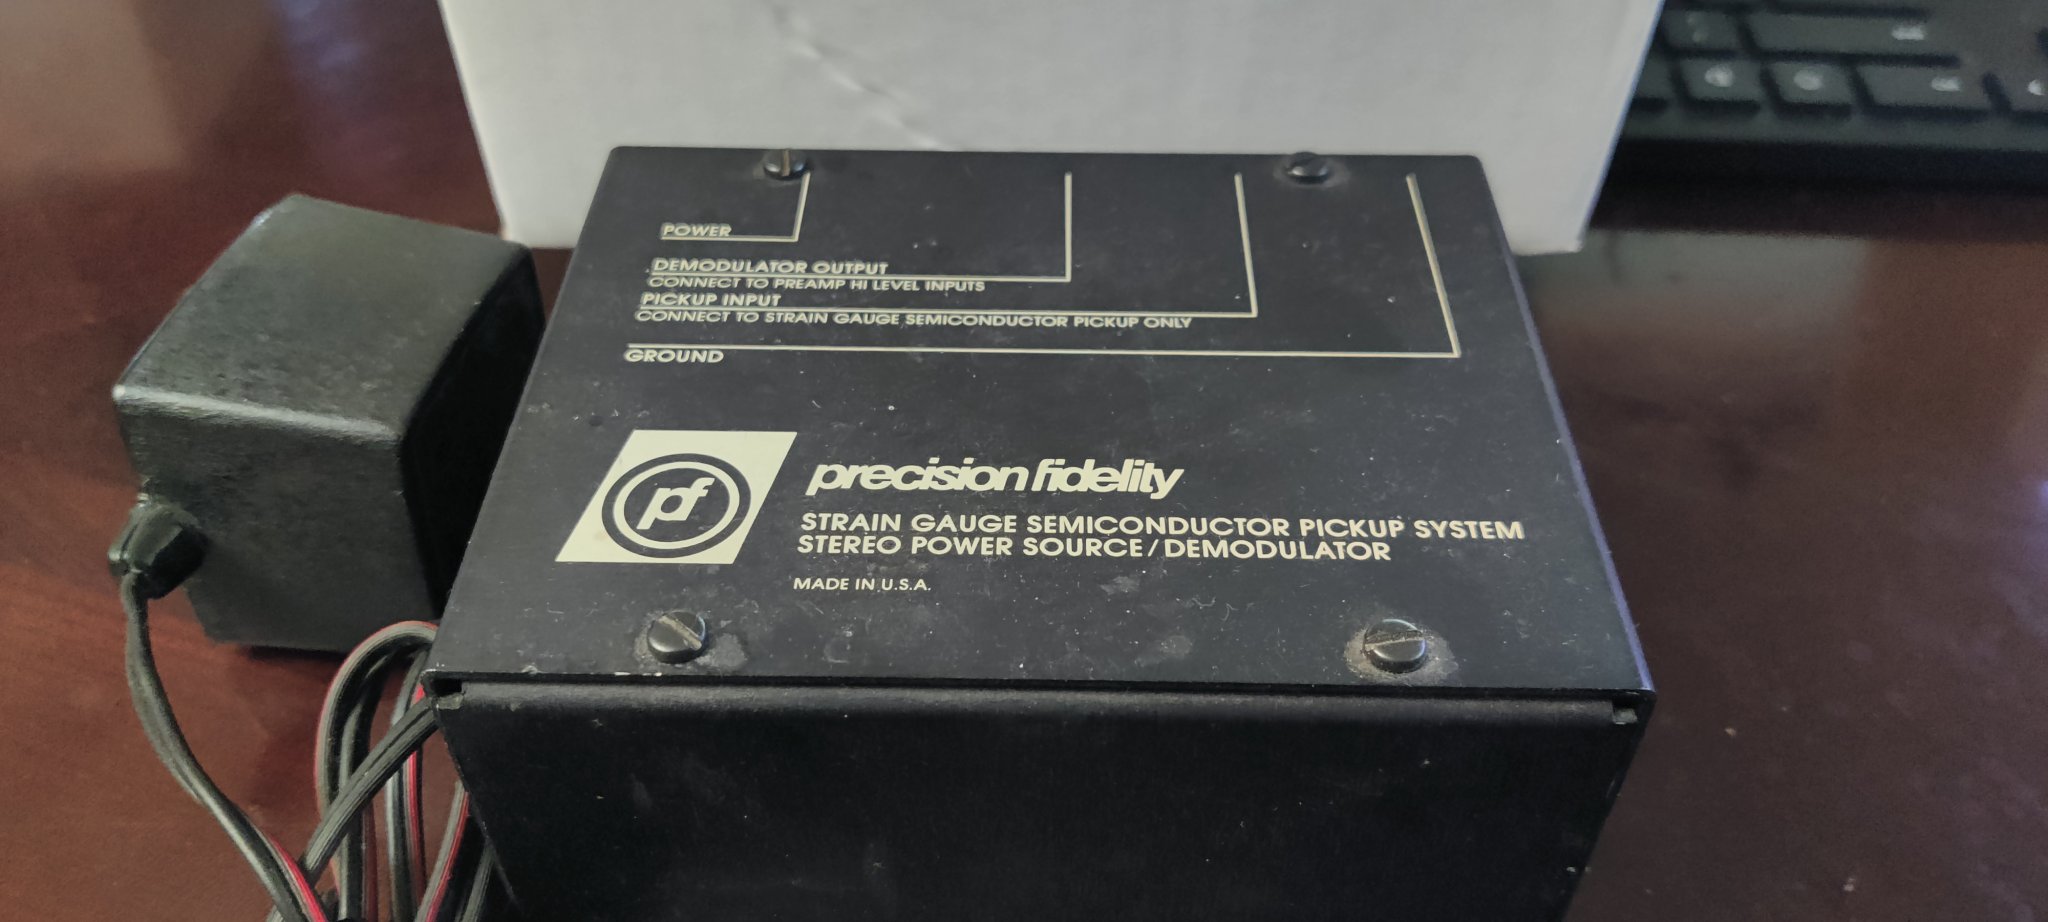 POWER
DEMODULATOR OUTPUT
CONNECT TO PREAMP HI LEVEL INPUTS
PICKUP INPUT
CONNECT TO STRAIN GAUGE SEMICONDUCTOR PICKUP ONLY
GROUND
pf
precision fidelity
STRAIN GAUGE SEMICONDUCTOR PICKUP SYSTEM
STEREO POWER SOURCE/DEMODULATOR
MADE IN U.S.A.